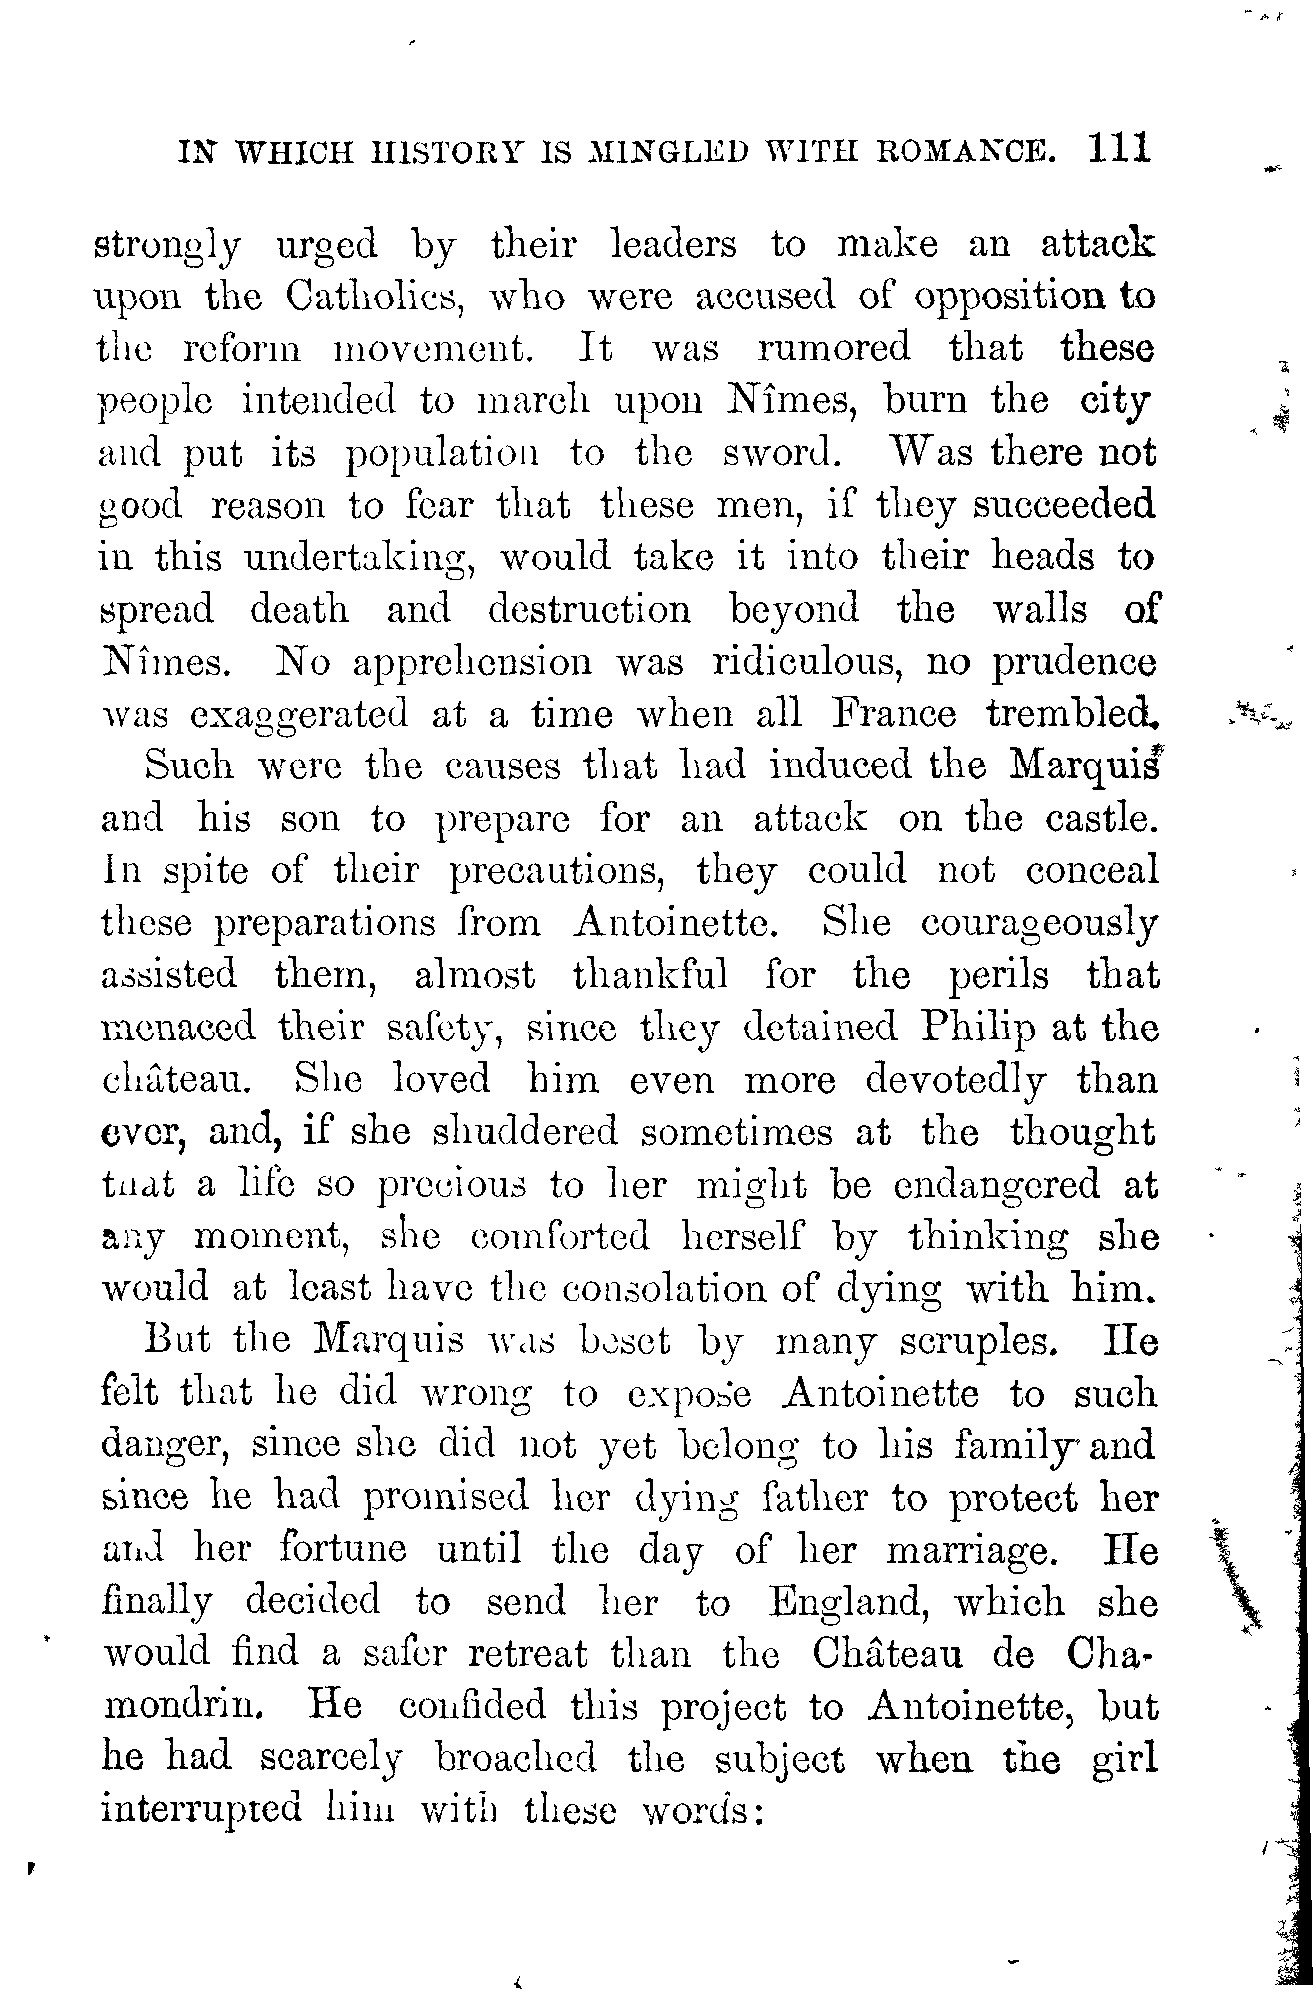 IN WHICH HISTORY IS MINGLED WITH ROMANCE. 111
strongly urged by their leaders to make an attack
upon the Catholics, who were accused of opposition to
the reform movement. It was rumored that these
people intended to march upon Nîmes, burn the city
and put its population to the sword. Was there not
good reason to fear that these men, if they succeeded
in this undertaking, would take it into their heads to
spread death and destruction beyond the walls of
Nîmes. No apprehension was ridiculous, no prudence
was exaggerated at a time when all France trembled.
Such were the causes that had induced the Marquis
and his son to prepare for an attack on the castle.
In spite of their precautions, they could not conceal
these preparations from Antoinette. She courageously
assisted them, almost thankful for the perils that
menaced their safety, since they detained Philip at the
château. She loved him even more devotedly than
ever, and, if she shuddered sometimes at the thought
that a life so precious to her might be endangered at
any moment, she comforted herself by thinking she
would at least have the consolation of dying with him.
But the Marquis was beset by many scruples. He
felt that he did wrong to expose Antoinette to such
danger, since she did not yet belong to his family and
since he had promised her dying father to protect her
and her fortune until the day of her marriage. He
finally decided to send her to England, which she
would find a safer retreat than the Château de Cha-
mondrin. He confided this project to Antoinette, but
he had scarcely broached the subject when the girl
interrupted him with these words: